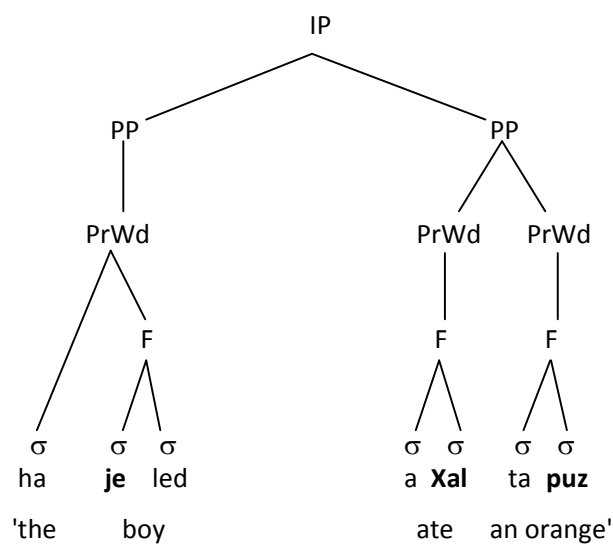 IP
PP PP
PrWd PrWd PrWd
F F F
σ σ σ σ σ σ σ
ha je led a Xal ta puz
'the boy ate an orange'